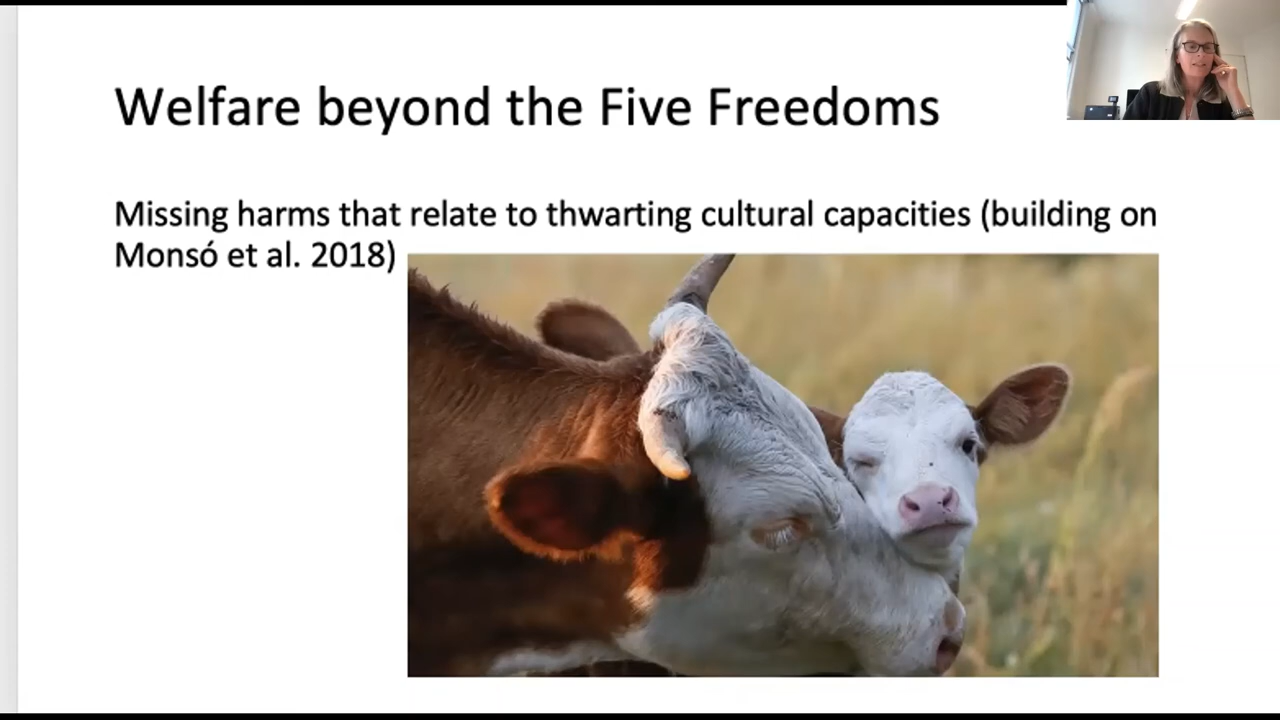 Welfare beyond the Five Freedoms
Missing harms that relate to thwarting cultural capacities (building on
Monsó et al. 2018)